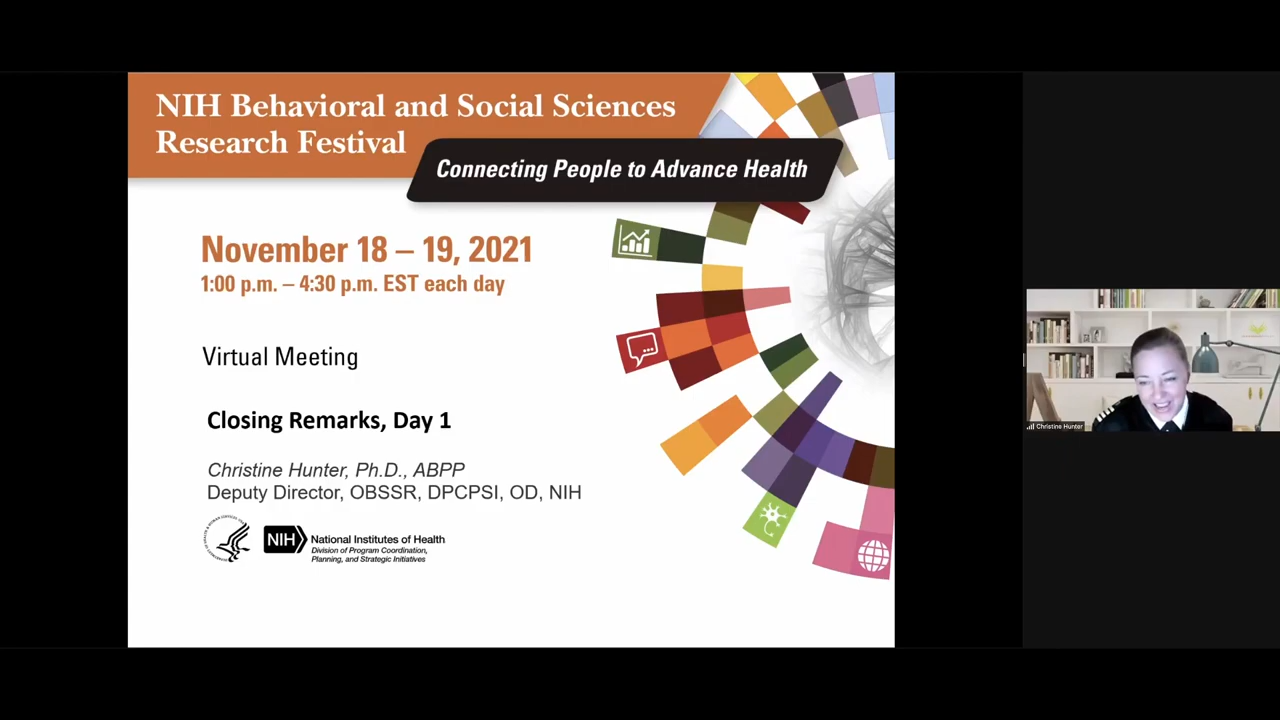 NIH Behavioral and Social Sciences
Research Festival
Connecting People to Advance Health
November 18 – 19, 2021
1:00 p.m. – 4:30 p.m. EST each day
Virtual Meeting
Closing Remarks, Day 1
Christine Hunter, Ph.D., ABPP
Deputy Director, OBSSR, DPCPSI, OD, NIH
NIH
National Institutes of Health
Division of Program Coordination,
Planning, and Strategic Initiatives
Christine Hunter